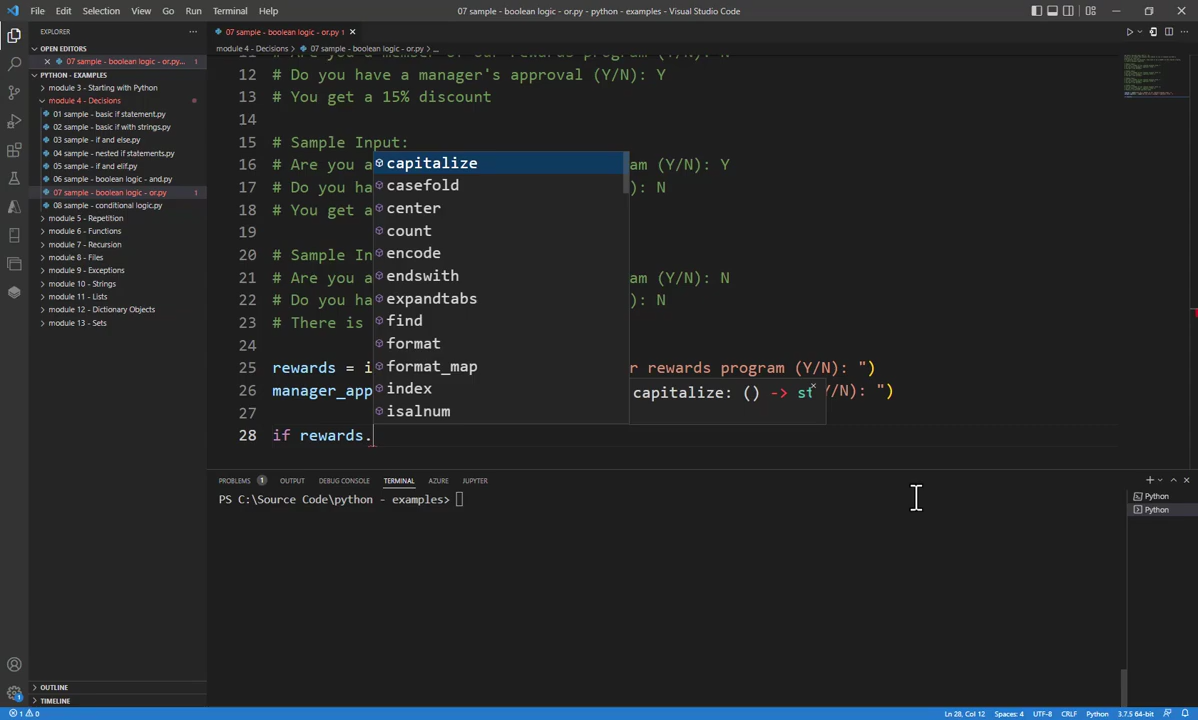 File Edit Selection View Go Run Terminal Help
07 sample - boolean logic - or.py - python - examples - Visual Studio Code
EXPLORER
OPEN EDITORS
07 sample - boolean logic - or.py... 1
PYTHON - EXAMPLES
module 3 - Starting with Python
module 4 - Decisions
01 sample - basic if statement.py
02 sample - basic if with strings.py
03 sample - if and else.py
04 sample - nested if statements.py
05 sample - if and elif.py
06 sample - boolean logic - and.py
07 sample - boolean logic - or.py 1
08 sample - conditional logic.py
module 5 - Repetition
module 6 - Functions
module 7 - Recursion
module 8 - Files
module 9 - Exceptions
module 10 - Strings
module 11 - Lists
module 12 - Dictionary Objects
module 13 - Sets
OUTLINE
TIMELINE
07 sample - boolean logic - or.py 1
module 4 - Decisions > 07 sample - boolean logic - or.py > ...
12 # Do you have a manager's approval (Y/N): Y
13 # You get a 15% discount
14
15 # Sample Input:
16 # Are you a am (Y/N): Y
17 # Do you ha ): N
18 # You get a
19
20 # Sample In
21 # Are you a am (Y/N): N
22 # Do you ha ): N
23 # There is
24
25 rewards = i r rewards program (Y/N): ")
26 manager_app /N): ")
27
28 if rewards.
capitalize
casefold
center
count
encode
endswith
expandtabs
find
format
format_map
index
isalnum
capitalize: () -> st
PROBLEMS 1 OUTPUT DEBUG CONSOLE TERMINAL AZURE JUPYTER
PS C:\Source Code\python - examples>
Python
Python
1 0
Ln 28, Col 12 Spaces: 4 UTF-8 CRLF Python 3.7.5 64-bit